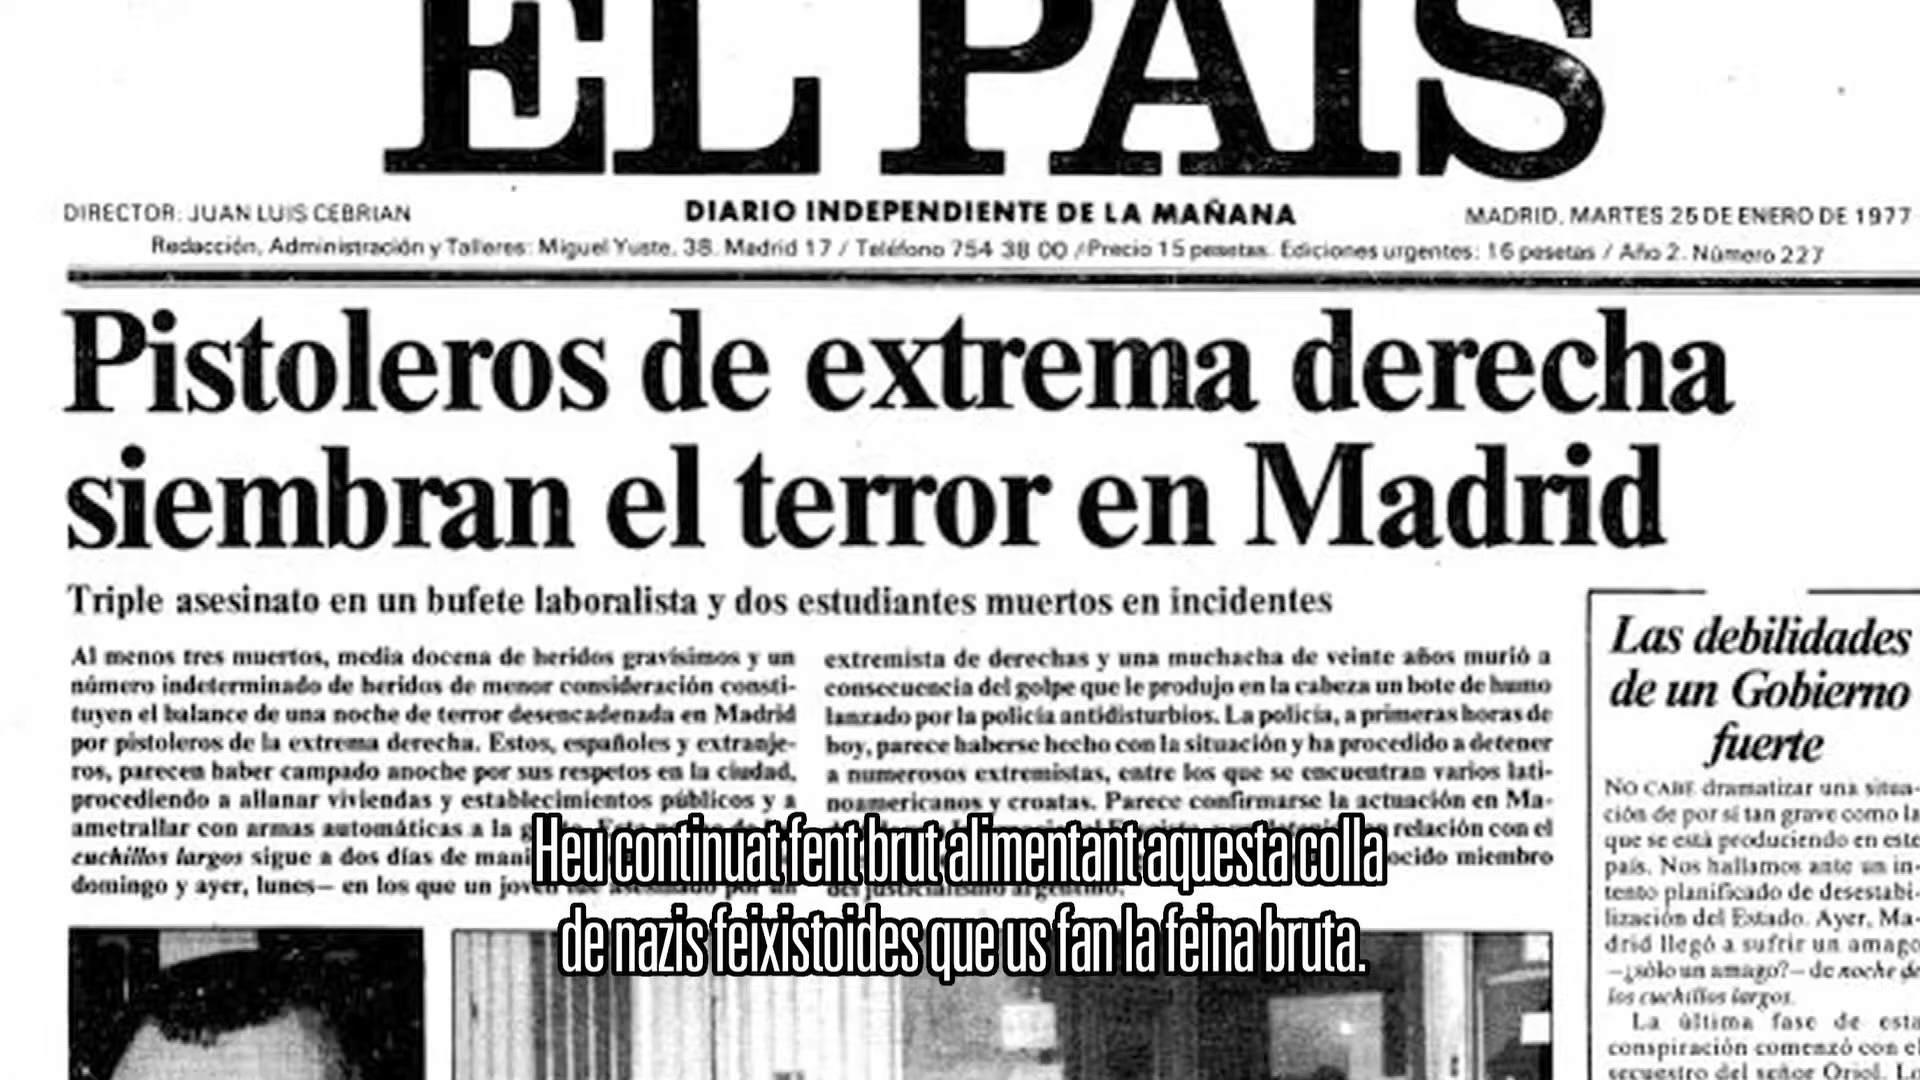 EL PAIS
DIRECTOR: JUAN LUIS CEBRIAN
DIARIO INDEPENDIENTE DE LA MAÑANA
MADRID, MARTES 25 DE ENERO DE 1977
Redacción, Administración y Talleres: Miguel Yuste, 38. Madrid 17 / Teléfono 754 38 00 / Precio 15 pesetas. Ediciones urgentes: 16 pesetas / Año 2. Número 227
Pistoleros de extrema derecha
siembran el terror en Madrid
Triple asesinato en un bufete laboralista y dos estudiantes muertos en incidentes
Al menos tres muertos, media docena de heridos gravísimos y un
número indeterminado de heridos de menor consideración consti-
tuyen el balance de una noche de terror desencadenada en Madrid
por pistoleros de la extrema derecha. Estos, españoles y extranje-
ros, parecen haber campado anoche por sus respetos en la ciudad,
procediendo a allanar viviendas y establecimientos públicos y a
ametrallar con armas automáticas a la
cuchillos largos sigue a dos días de
domingo y ayer, lunes— en los que un
extremista de derechas y una muchacha de veinte años murió a
consecuencia del golpe que le produjo en la cabeza un bote de humo
lanzado por la policía antidisturbios. La policía, a primeras horas de
hoy, parece haberse hecho con la situación y ha procedido a detener
a numerosos extremistas, entre los que se encuentran varios lati-
noamericanos y croatas. Parece confirmarse la actuación en Ma-
relación con el
miembro
del justicialismo argentino.
Las debilidades
de un Gobierno
fuerte
NO CABE dramatizar una situa-
ción de por sí tan grave como la
que se está produciendo en este
país. Nos hallamos ante un in-
tento planificado de desestabi-
lización del Estado. Ayer, Ma-
drid llegó a sufrir un amago
—¿sólo un amago?— de noche de
los cuchillos largos.
La última fase de esta
conspiración comenzó con el
secuestro del señor Oriol. Lo
Heu continuat fent brut alimentant aquesta colla
de nazis feixistoides que us fan la feina bruta.